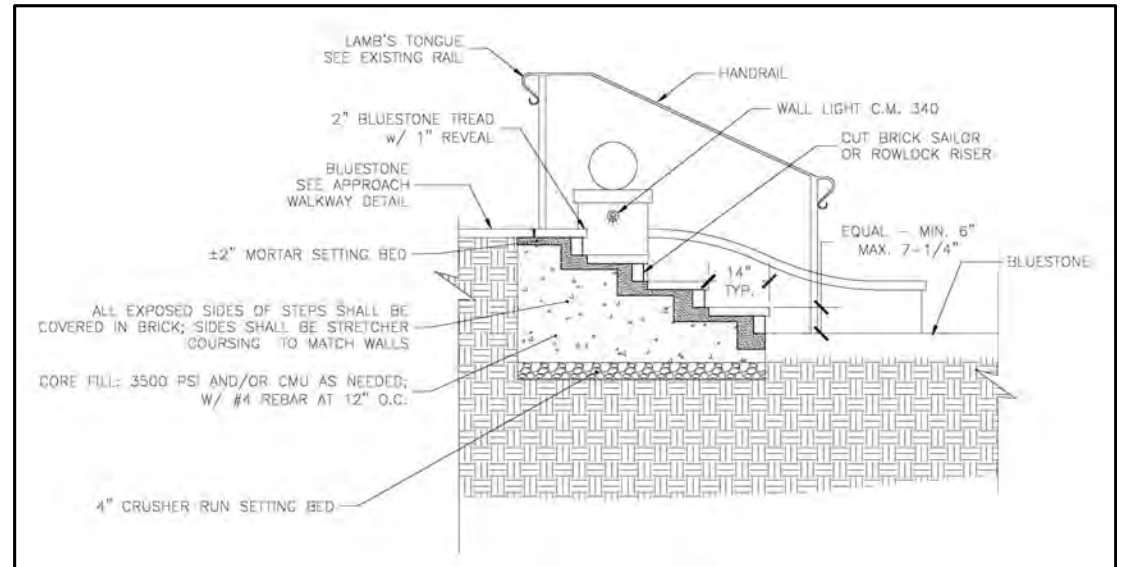 LAMB'S TONGUE
SEE EXISTING RAIL
HANDRAIL
WALL LIGHT C.M. 340
2" BLUESTONE TREAD
w/ 1" REVEAL
CUT BRICK SAILOR
OR ROWLOCK RISER
BLUESTONE
SEE APPROACH
WALKWAY DETAIL
EQUAL - MIN. 6"
MAX. 7-1/4"
±2" MORTAR SETTING BED
14"
TYP.
BLUESTONE
ALL EXPOSED SIDES OF STEPS SHALL BE
COVERED IN BRICK; SIDES SHALL BE STRETCHER
COURSING TO MATCH WALLS
CORE FILL: 3500 PSI AND/OR CMU AS NEEDED;
W/ #4 REBAR AT 12" O.C.
4" CRUSHER RUN SETTING BED